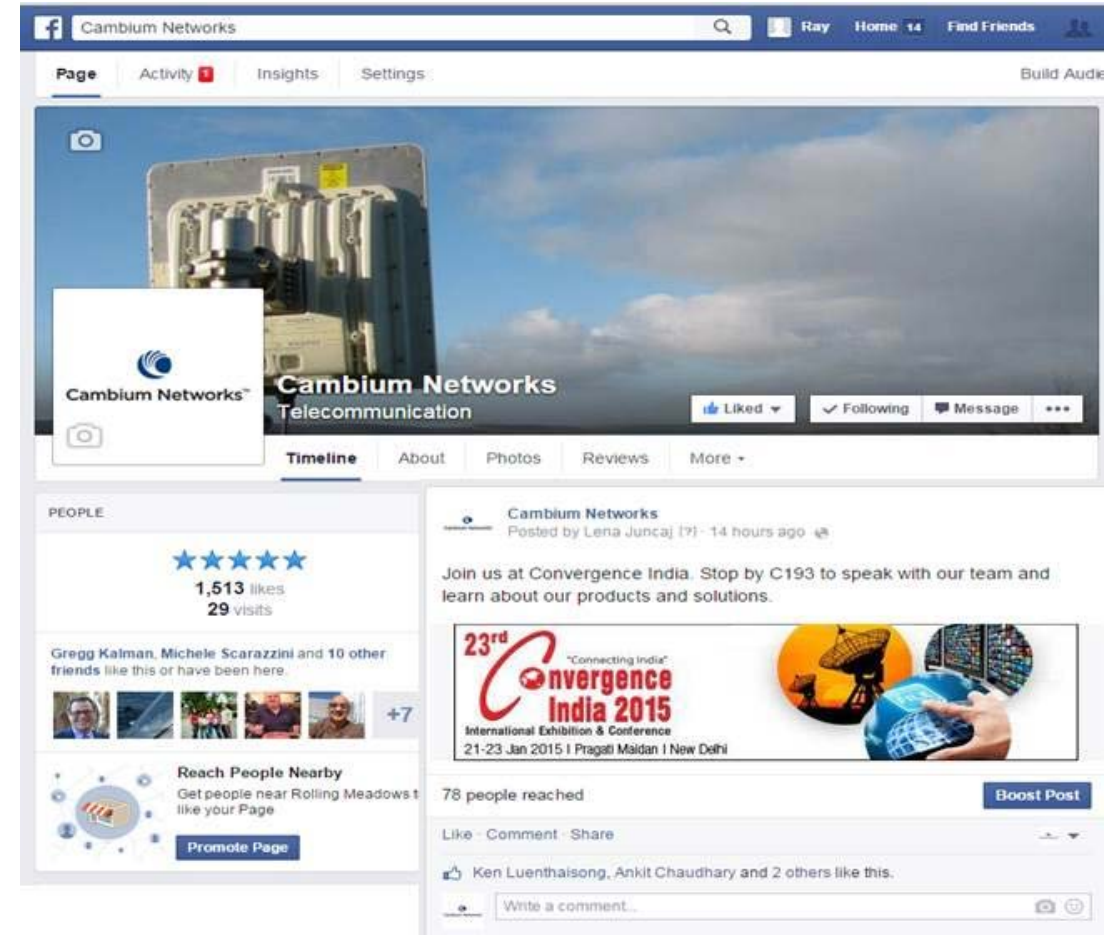 Cambium Networks
Ray Home 14 Find Friends
Page Activity 1 Insights Settings
Build Audie
Cambium Networks™
Cambium Networks
Telecommunication
Liked Following Message
Timeline About Photos Reviews More
PEOPLE
1,513 likes
29 visits
Gregg Kalman, Michele Scarazzini and 10 other
friends like this or have been here.
+7
Reach People Nearby
Get people near Rolling Meadows t
like your Page
Promote Page
Cambium Networks
Posted by Lena Juncaj [?] · 14 hours ago
Join us at Convergence India. Stop by C193 to speak with our team and
learn about our products and solutions.
23rd
"Connecting India"
Convergence
India 2015
International Exhibition & Conference
21-23 Jan 2015 I Pragati Maidan I New Delhi
78 people reached
Boost Post
Like · Comment · Share
Ken Luenthaisong, Ankit Chaudhary and 2 others like this.
Write a comment...